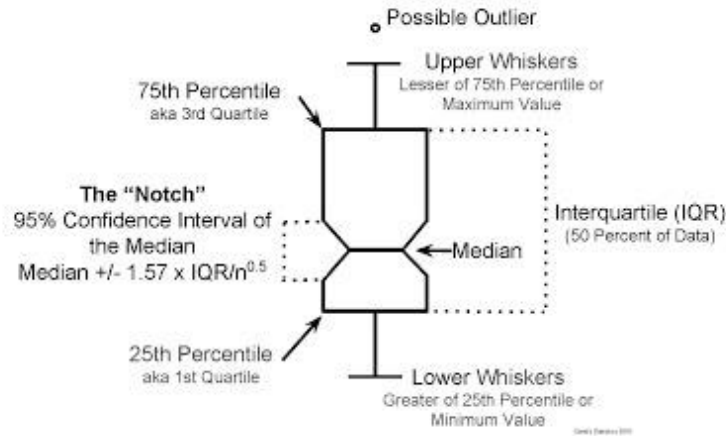 Possible Outlier
Upper Whiskers
Lesser of 75th Percentile or
Maximum Value
75th Percentile
aka 3rd Quartile
The “Notch”
95% Confidence Interval of
the Median
Median +/- 1.57 x IQR/n^0.5
Median
Interquartile (IQR)
(50 Percent of Data)
25th Percentile
aka 1st Quartile
Lower Whiskers
Greater of 25th Percentile or
Minimum Value